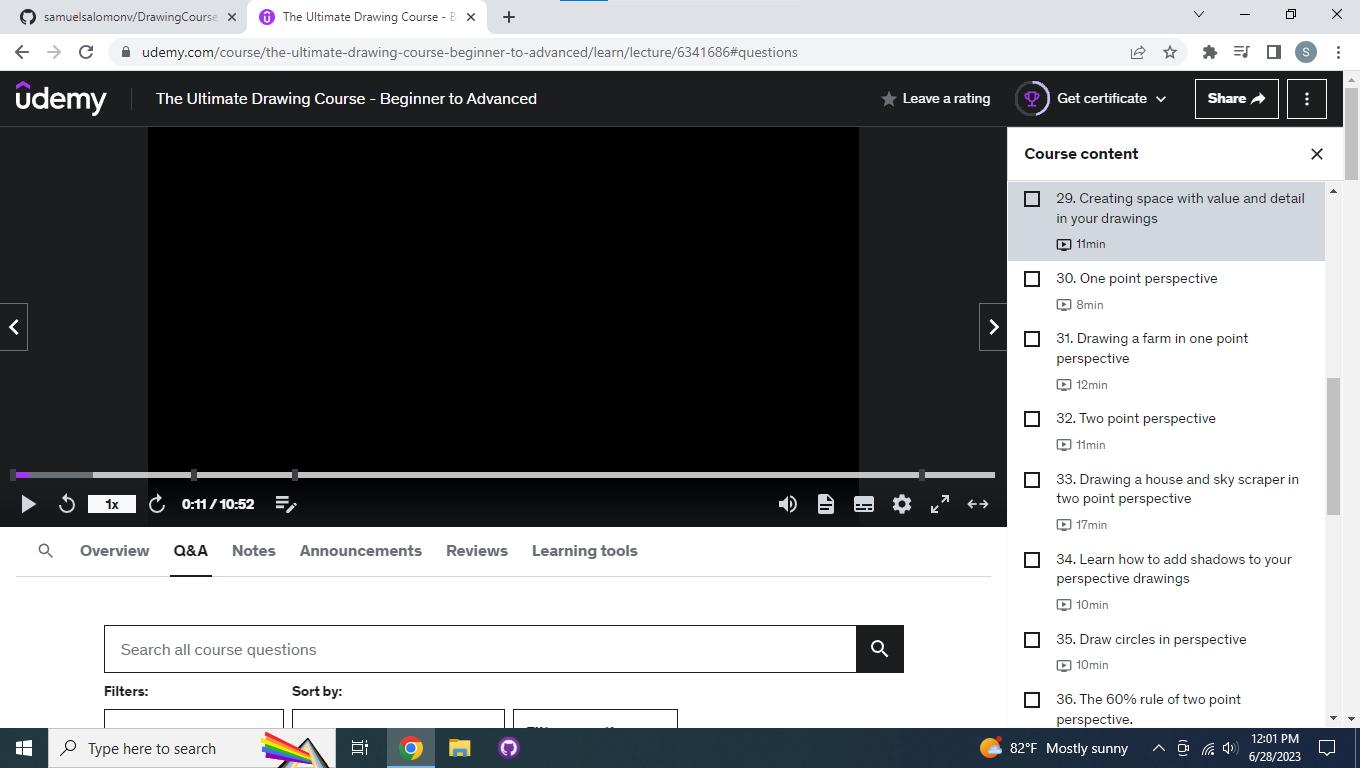 samuelsalomonv/DrawingCourse
The Ultimate Drawing Course - B
udemy.com/course/the-ultimate-drawing-course-beginner-to-advanced/learn/lecture/6341686#questions
S
udemy
The Ultimate Drawing Course - Beginner to Advanced
Leave a rating
Get certificate
Share
Course content
29. Creating space with value and detail
in your drawings
11min
30. One point perspective
8min
31. Drawing a farm in one point
perspective
12min
32. Two point perspective
11min
33. Drawing a house and sky scraper in
two point perspective
17min
34. Learn how to add shadows to your
perspective drawings
10min
35. Draw circles in perspective
10min
36. The 60% rule of two point
perspective.
1x
0:11 / 10:52
Overview
Q&A
Notes
Announcements
Reviews
Learning tools
Search all course questions
Filters:
Sort by:
Type here to search
82°F Mostly sunny
12:01 PM
6/28/2023